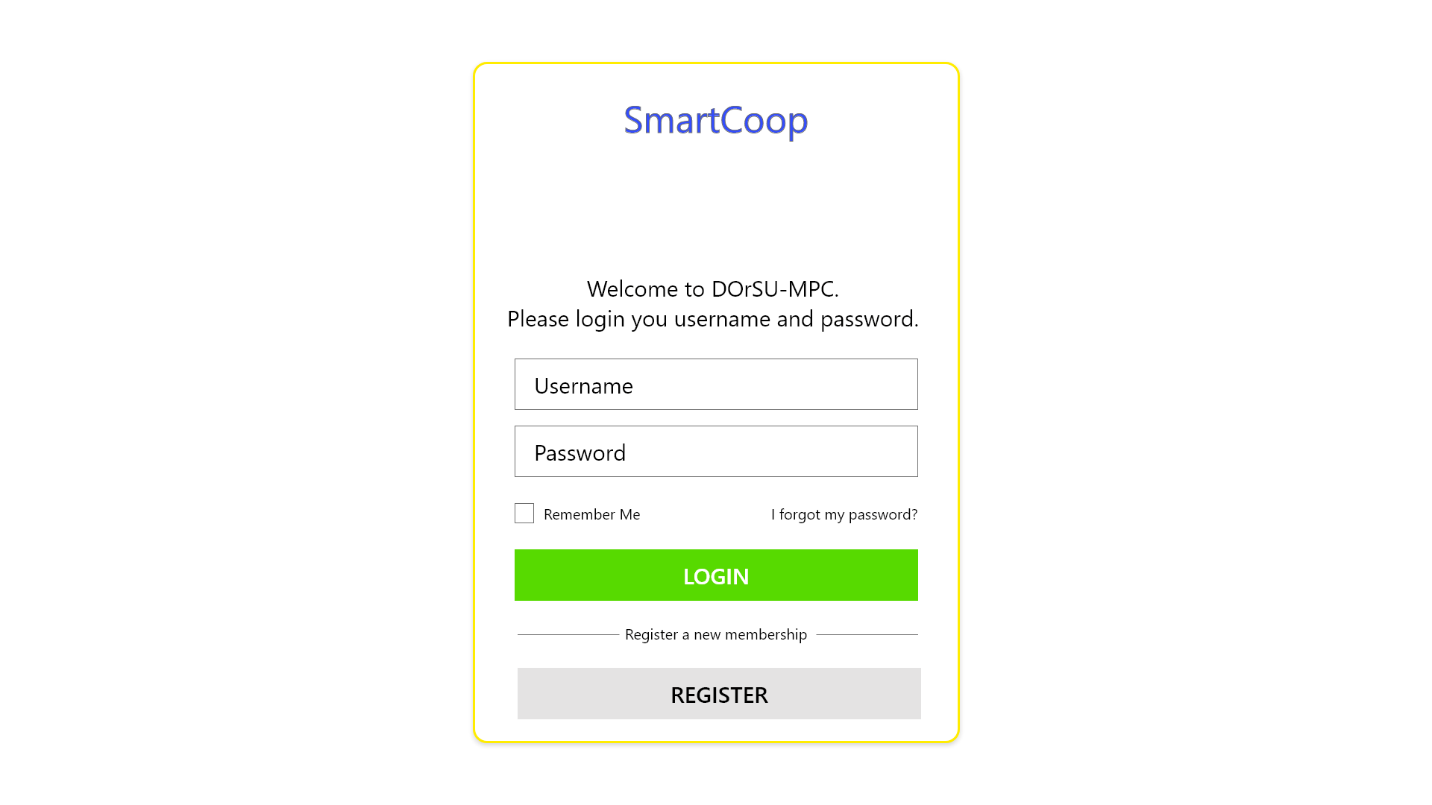 SmartCoop
Welcome to DOrSU-MPC.
Please login you username and password.
Username
Password
Remember Me
I forgot my password?
LOGIN
Register a new membership
REGISTER